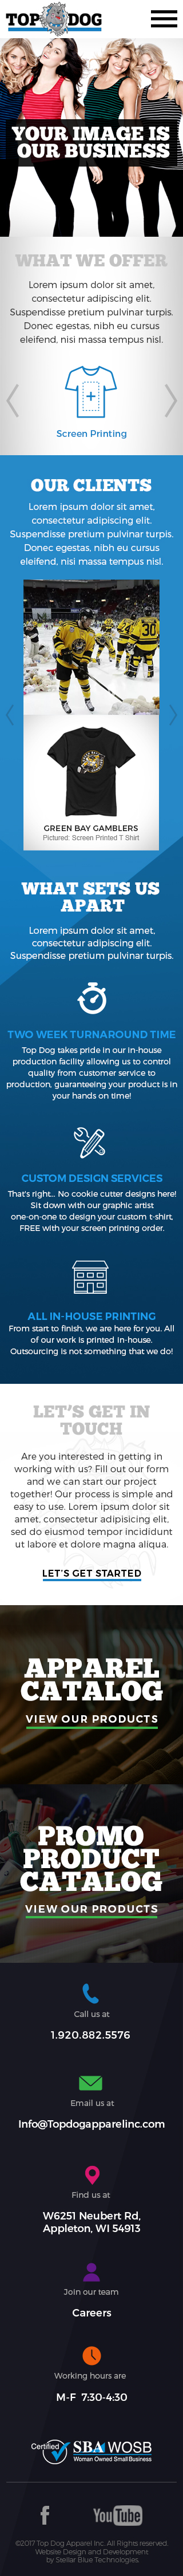 TOP DOG
YOUR IMAGE IS
OUR BUSINESS
WHAT WE OFFER
Lorem ipsum dolor sit amet,
consectetur adipiscing elit.
Suspendisse pretium pulvinar turpis.
Donec egestas, nibh eu cursus
eleifend, nisi massa tempus nisl.
Screen Printing
OUR CLIENTS
Lorem ipsum dolor sit amet,
consectetur adipiscing elit.
Suspendisse pretium pulvinar turpis.
Donec egestas, nibh eu cursus
eleifend, nisi massa tempus nisl.
30
GREEN BAY GAMBLERS
Pictured: Screen Printed T Shirt
WHAT SETS US
APART
Lorem ipsum dolor sit amet,
consectetur adipiscing elit.
Suspendisse pretium pulvinar turpis.
TWO WEEK TURNAROUND TIME
Top Dog takes pride in our in-house
production facility allowing us to control
quality from customer service to
production, guaranteeing your product is in
your hands on time!
CUSTOM DESIGN SERVICES
That's right... No cookie cutter designs here!
Sit down with our graphic artist
one-on-one to design your custom t-shirt,
FREE with your screen printing order.
ALL IN-HOUSE PRINTING
From start to finish, we are here for you. All
of our work is printed in-house.
Outsourcing is not something that we do!
LET'S GET IN
TOUCH
Are you interested in getting in
working with us? Fill out our form
and we can start our project
together! Our process is simple and
easy to use. Lorem ipsum dolor sit
amet, consectetur adipisicing elit,
sed do eiusmod tempor incididunt
ut labore et dolore magna aliqua.
LET'S GET STARTED
APPAREL
CATALOG
VIEW OUR PRODUCTS
PROMO
PRODUCT
CATALOG
VIEW OUR PRODUCTS
Call us at
1.920.882.5576
Email us at
Info@Topdogapparelinc.com
Find us at
W6251 Neubert Rd,
Appleton, WI 54913
Join our team
Careers
Working hours are
M-F 7:30-4:30
Certified SBA WOSB
Woman Owned Small Business
f YouTube
©2017 Top Dog Apparel Inc. All Rights reserved.
Website Design and Development
by Stellar Blue Technologies.